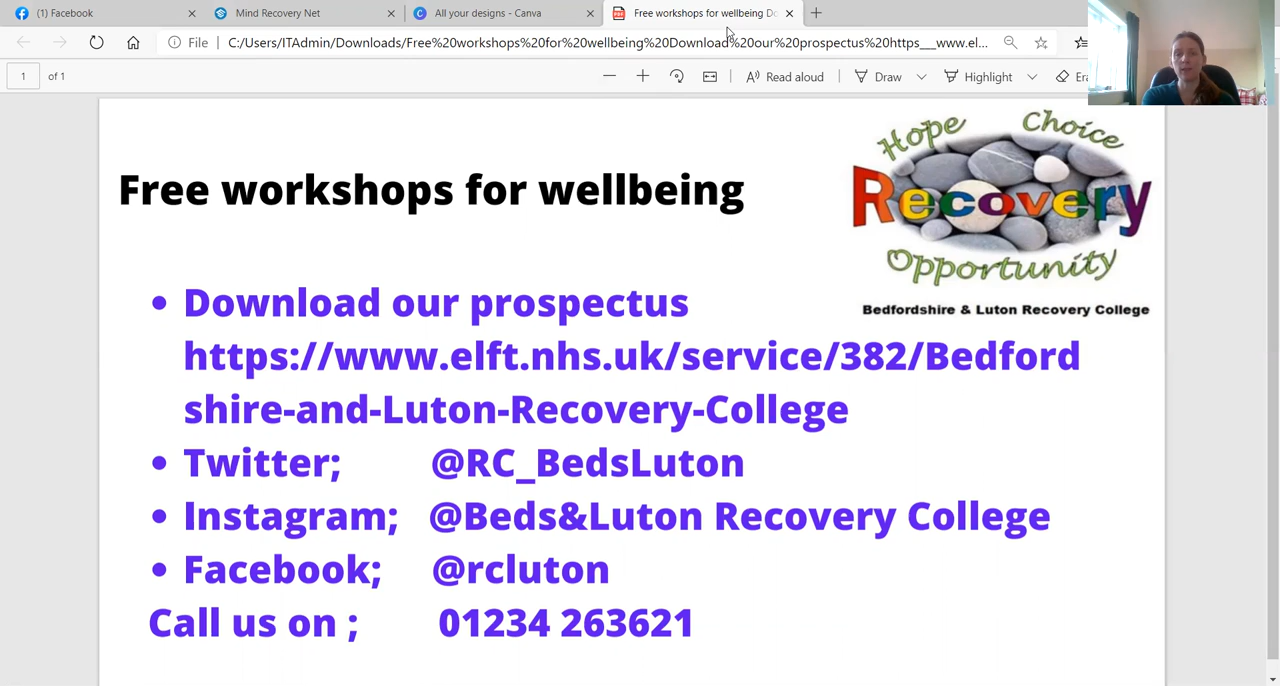 (1) Facebook
Mind Recovery Net
All your designs - Canva
Free workshops for wellbeing Do
File
C:/Users/ITAdmin/Downloads/Free%20workshops%20for%20wellbeing%20Download%20our%20prospectus%20https___www.el...
1 of 1
Read aloud
Draw
Highlight
Era
Hope Choice
Recovery
Opportunity
Bedfordshire & Luton Recovery College
Free workshops for wellbeing
• Download our prospectus
https://www.elft.nhs.uk/service/382/Bedford
shire-and-Luton-Recovery-College
• Twitter; @RC_BedsLuton
• Instagram; @Beds&Luton Recovery College
• Facebook; @rcluton
Call us on ; 01234 263621